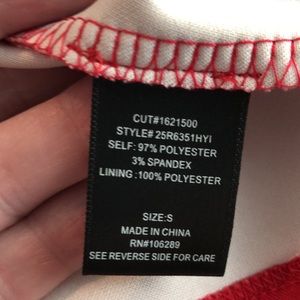 CUT#1621500
STYLE#25R6351HYI
SELF: 97% POLYESTER
3% SPANDEX
LINING:100% POLYESTER
SIZE:S
MADE IN CHINA
RN#106289
SEE REVERSE SIDE FOR CARE